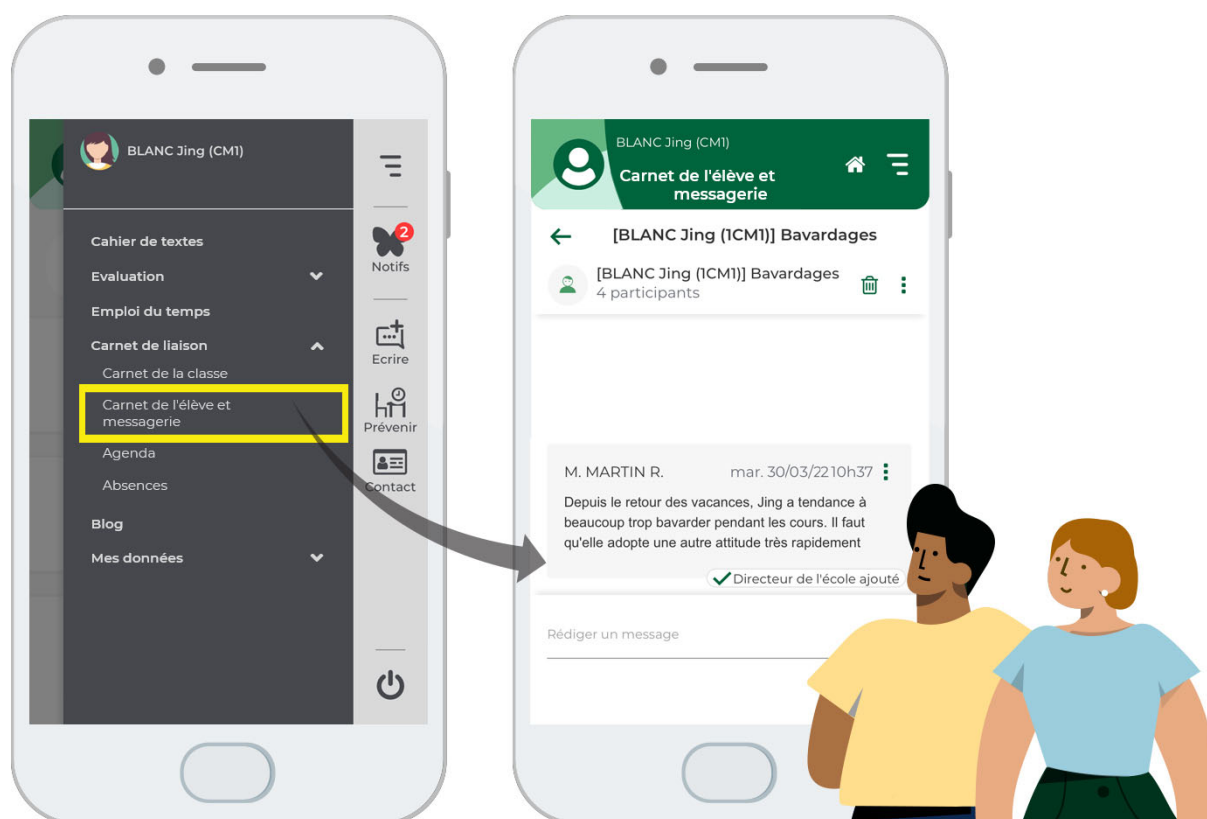 BLANC Jing (CM1)
Cahier de textes
Evaluation
Emploi du temps
Carnet de liaison
Carnet de la classe
Carnet de l'élève et
messagerie
Agenda
Absences
Blog
Mes données
2
Notifs
Ecrire
Prévenir
Contact
BLANC Jing (CM1)
Carnet de l'élève et
messagerie
[BLANC Jing (1CM1)] Bavardages
[BLANC Jing (1CM1)] Bavardages
4 participants
M. MARTIN R. mar. 30/03/22 10h37
Depuis le retour des vacances, Jing a tendance à
beaucoup trop bavarder pendant les cours. Il faut
qu'elle adopte une autre attitude très rapidement
Directeur de l'école ajouté
Rédiger un message